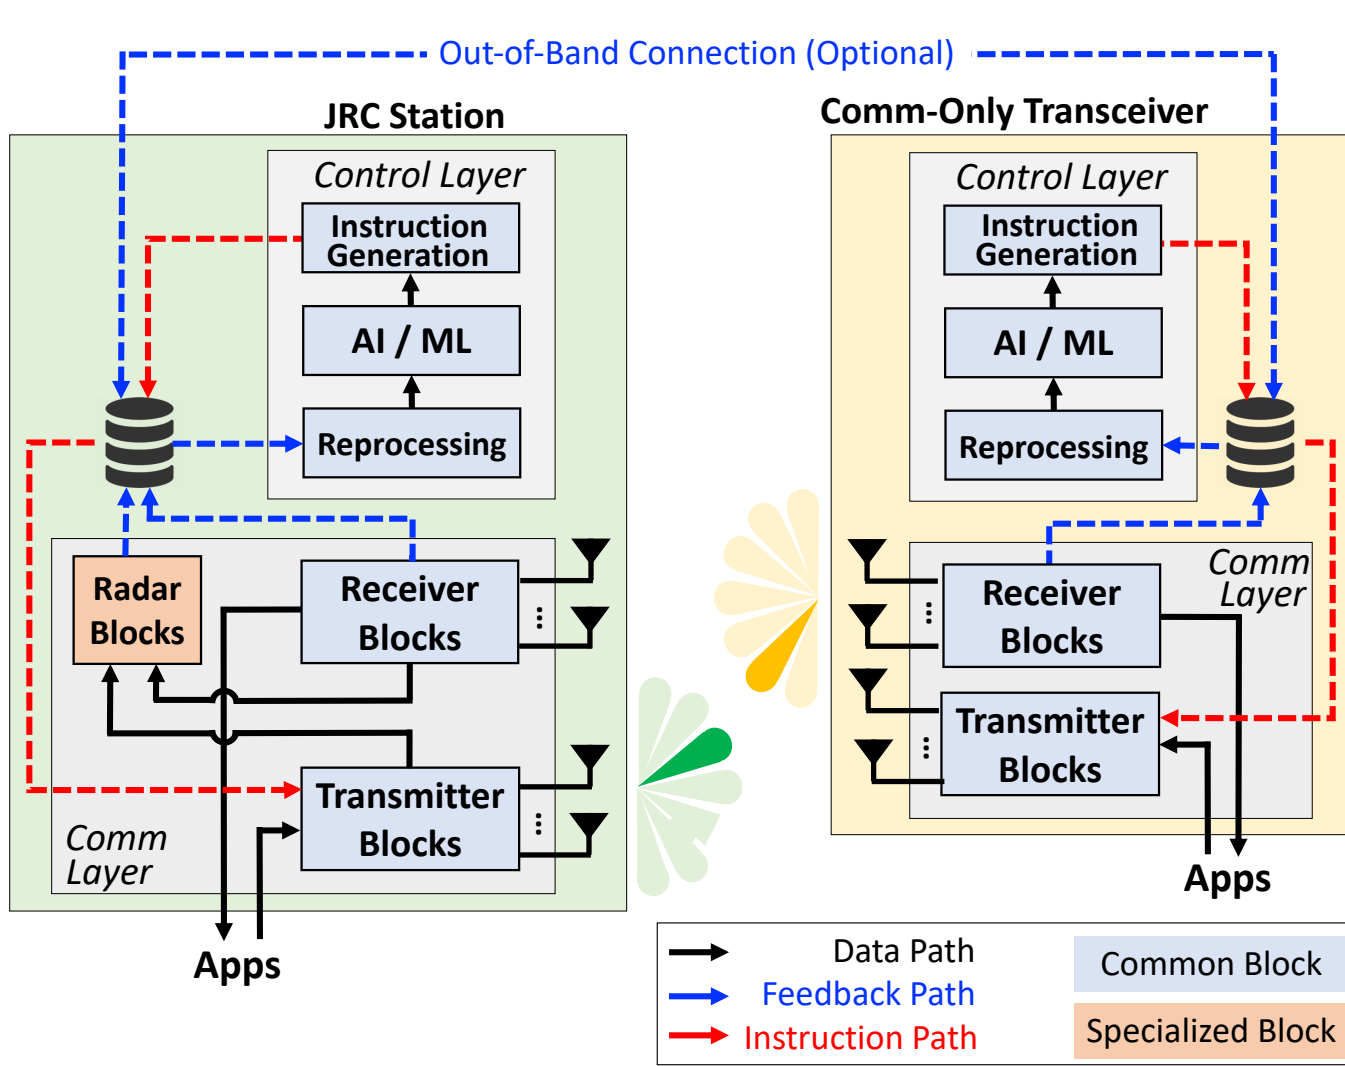 Out-of-Band Connection (Optional)
JRC Station
Control Layer
Instruction
Generation
AI / ML
Reprocessing
Radar
Blocks
Receiver
Blocks
...
Transmitter
Blocks
...
Comm
Layer
Apps
Comm-Only Transceiver
Control Layer
Instruction
Generation
AI / ML
Reprocessing
Comm
Layer
Receiver
Blocks
...
Transmitter
Blocks
...
Apps
Data Path
Feedback Path
Instruction Path
Common Block
Specialized Block